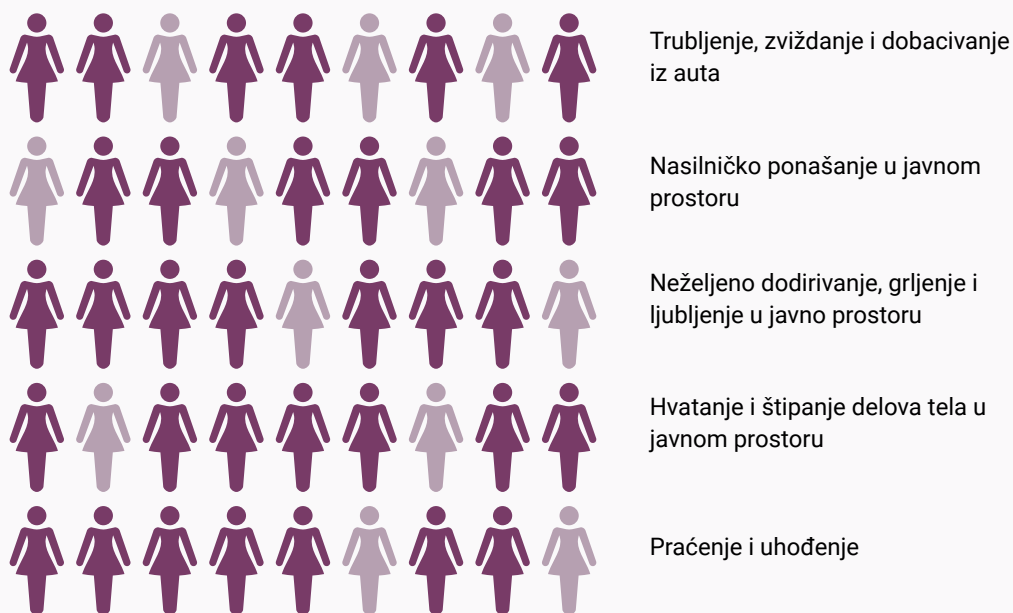 Trubljenje, zviždanje i dobacivanje
iz auta
Nasilničko ponašanje u javnom
prostoru
Neželjeno dodirivanje, grljenje i
ljubljenje u javno prostoru
Hvatanje i štipanje delova tela u
javnom prostoru
Praćenje i uhođenje